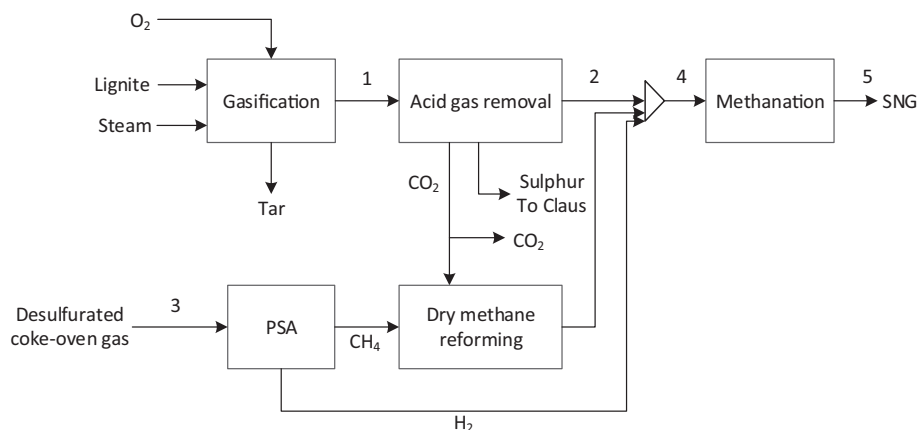 O2
Lignite
Steam
Gasification
1
Acid gas removal
2
4
Methanation
5
SNG
Tar
CO2
Sulphur
To Claus
CO2
Desulfurated
coke-oven gas
3
PSA
CH4
Dry methane
reforming
H2